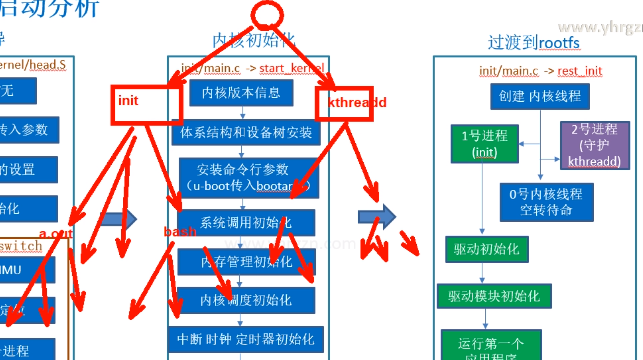 启动分析
www.yhrgz
内核初始化
过渡到rootfs
ernel/head.S
init/main.c -> start_kernel
init/main.c -> rest_init
无
传入参数
的设置
始化
switch
MMU
进程
init
kthreadd
a.out
bash
内核版本信息
体系结构和设备树安装
安装命令行参数
(u-boot传入bootar
系统调用初始化
内存管理初始化
内核调度初始化
中断 时钟 定时器初始化
创建 内核线程
1号进程
(init)
2号进程
(守护
kthreadd)
0号内核线程
空转待命
驱动初始化
驱动模块初始化
运行第一个
应用程序